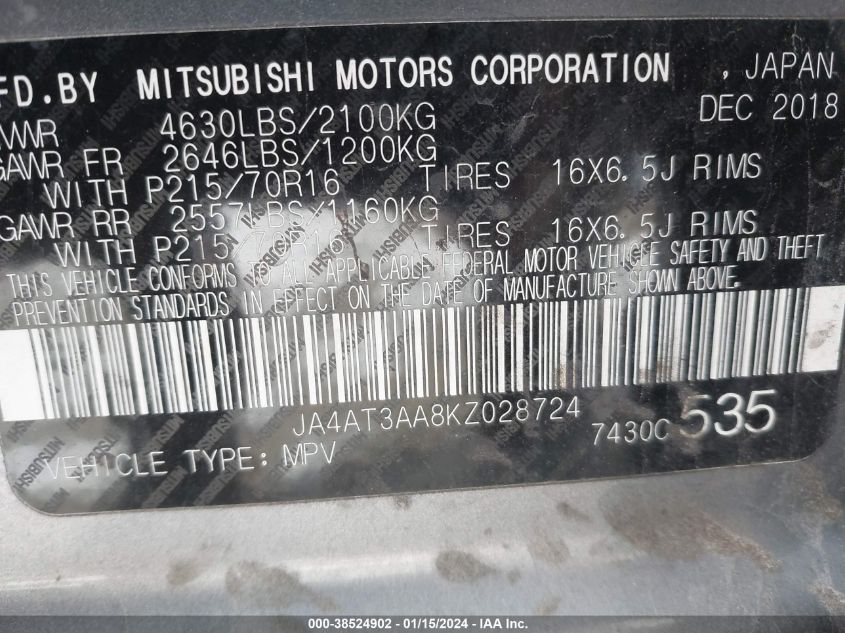 FD.BY MITSUBISHI MOTORS CORPORATION , JAPAN
DEC 2018
4630LBS/2100KG
GAWR FR 2646LBS/1200KG
WITH P215/70R16 TIRES 16X6.5J RIMS
GAWR RR 2557LBS/1160KG
WITH P215/70R16 TIRES 16X6.5J RIMS
THIS VEHICLE CONFORMS TO ALL APPLICABLE FEDERAL MOTOR VEHICLE SAFETY AND THEFT
PREVENTION STANDARDS IN EFFECT ON THE DATE OF MANUFACTURE SHOWN ABOVE.
JA4AT3AA8KZ028724
7430C 535
VEHICLE TYPE: MPV
000-38524902 — 01/15/2024 — IAA Inc.